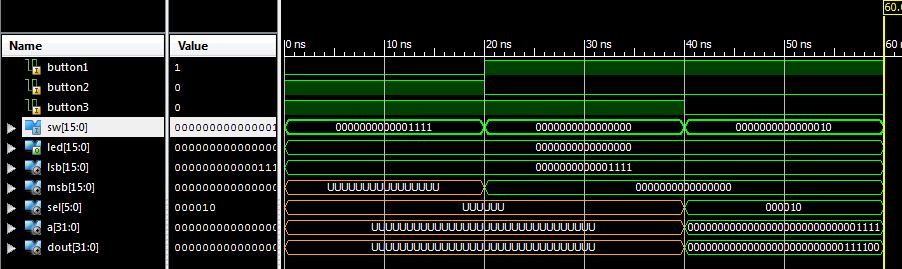 60.0
Name Value 0 ns 10 ns 20 ns 30 ns 40 ns 50 ns 60 ns
button1 1
button2 0
button3 0
sw[15:0] 0000000000000001 0000000000001111 0000000000000000 0000000000000010
led[15:0] 000000000000000 0000000000000000
lsb[15:0] 000000000000111 0000000000001111
msb[15:0] 000000000000000 UUUUUUUUUUUUUUUU 0000000000000000
sel[5:0] 000010 UUUUUU 000010
a[31:0] 000000000000000 UUUUUUUUUUUUUUUUUUUUUUUUUUUUUUUU 00000000000000000000000000001111
dout[31:0] 000000000000000 UUUUUUUUUUUUUUUUUUUUUUUUUUUUUUUU 00000000000000000000000000111100